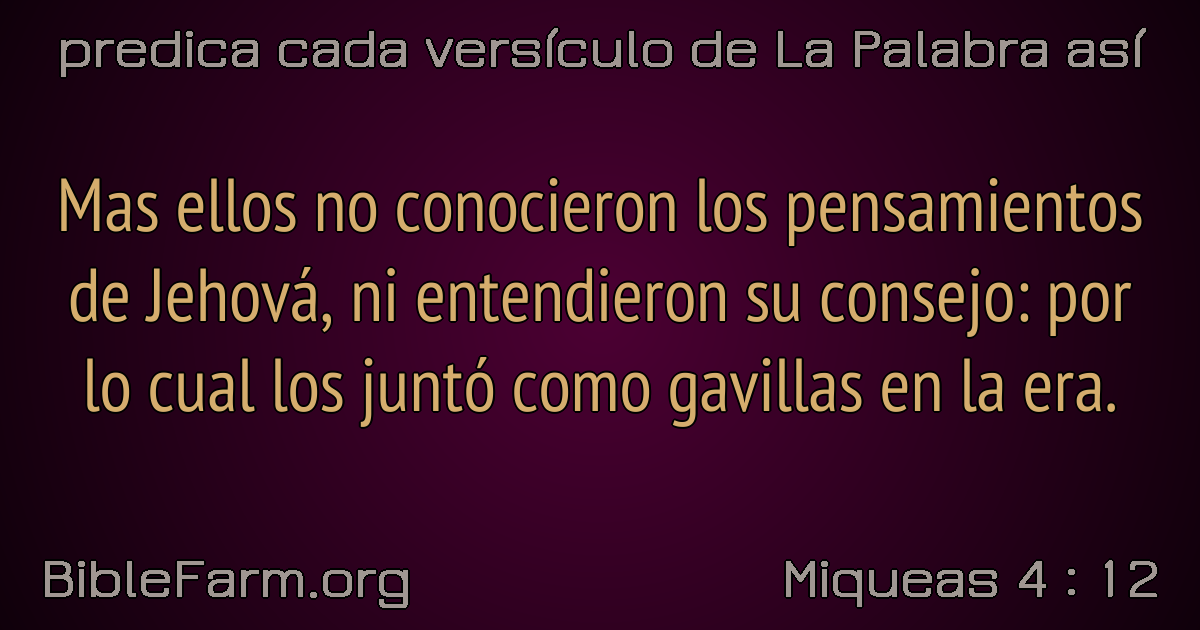 predica cada versículo de La Palabra así
Mas ellos no conocieron los pensamientos
de Jehová, ni entendieron su consejo: por
lo cual los juntó como gavillas en la era.
BibleFarm.org
Miqueas 4 : 12